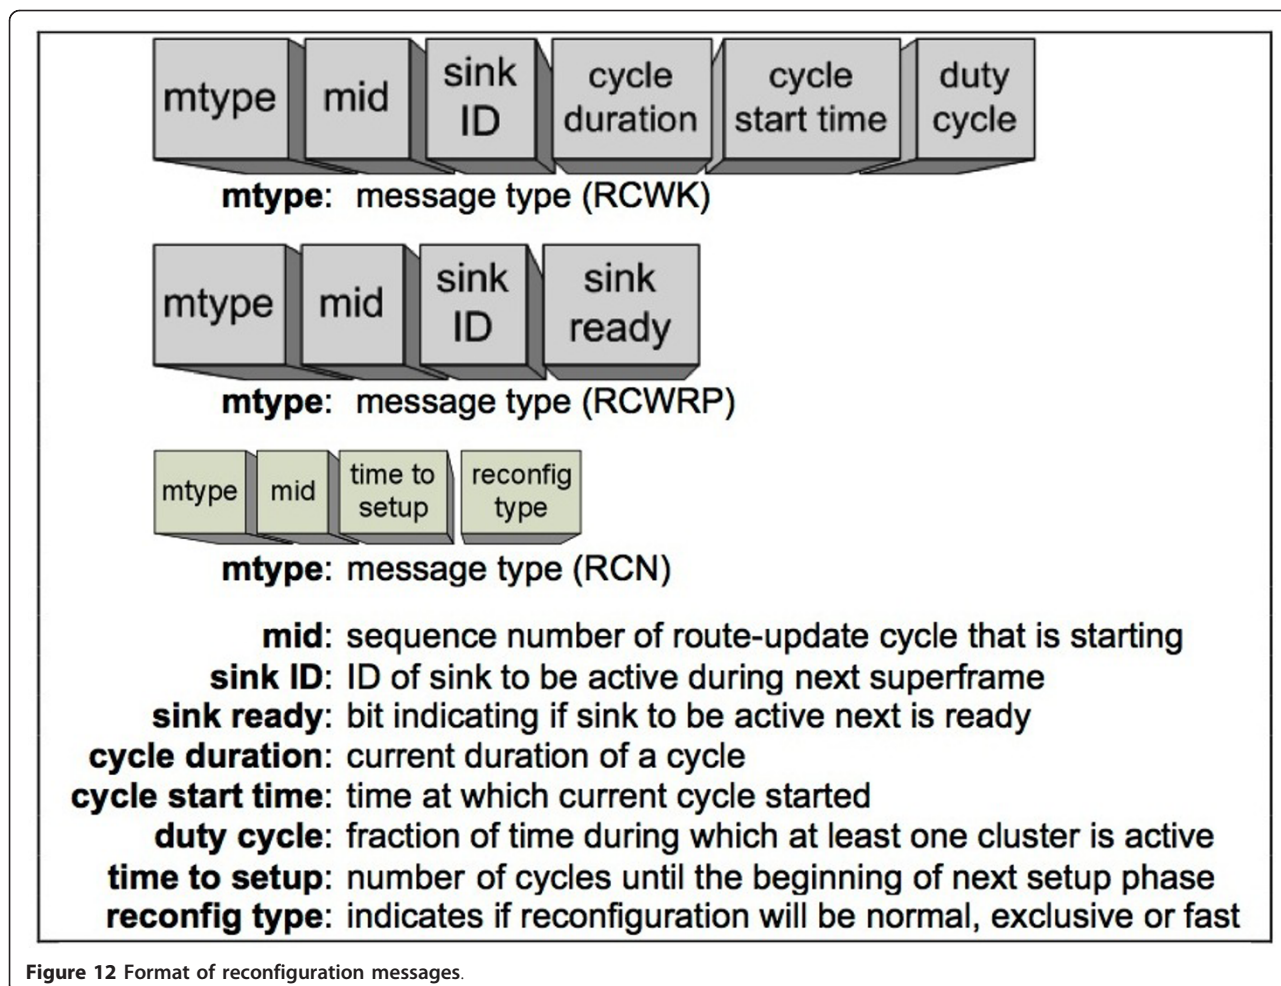 mtype mid sink ID cycle duration cycle start time duty cycle
mtype: message type (RCWK)
mtype mid sink ID sink ready
mtype: message type (RCWRP)
mtype mid time to setup reconfig type
mtype: message type (RCN)
mid: sequence number of route-update cycle that is starting
sink ID: ID of sink to be active during next superframe
sink ready: bit indicating if sink to be active next is ready
cycle duration: current duration of a cycle
cycle start time: time at which current cycle started
duty cycle: fraction of time during which at least one cluster is active
time to setup: number of cycles until the beginning of next setup phase
reconfig type: indicates if reconfiguration will be normal, exclusive or fast
Figure 12 Format of reconfiguration messages.